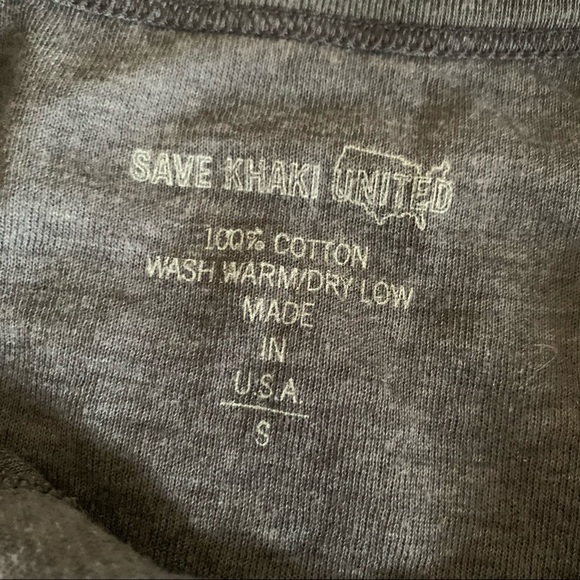 SAVE KHAKI UNITED
100% COTTON
WASH WARM/DRY LOW
MADE
IN
U.S.A.
S